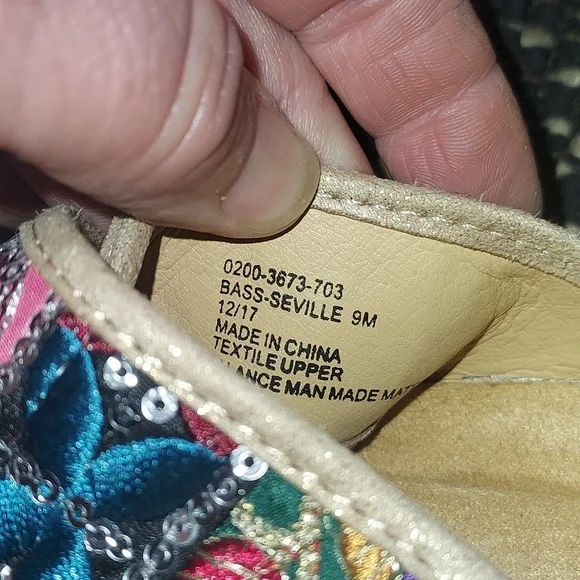 0200-3673-703
BASS-SEVILLE 9M
12/17
MADE IN CHINA
TEXTILE UPPER
LANCE MAN MADE MAT